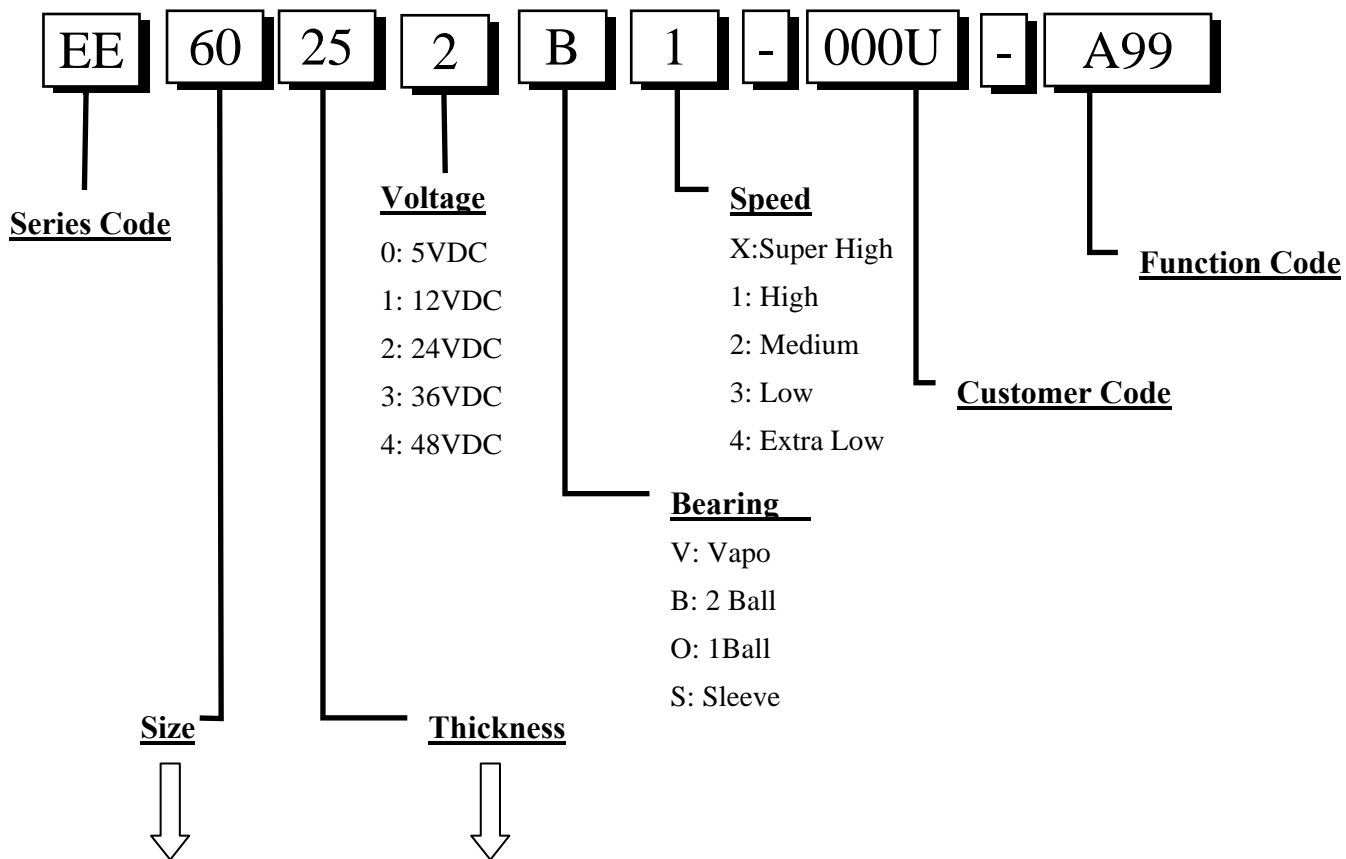 EE 60 25 2 B 1 - 000U - A99
Series Code
Voltage
0: 5VDC
1: 12VDC
2: 24VDC
3: 36VDC
4: 48VDC
Speed
X:Super High
1: High
2: Medium
3: Low
4: Extra Low
Function Code
Customer Code
Bearing
V: Vapo
B: 2 Ball
O: 1Ball
S: Sleeve
Size
Thickness